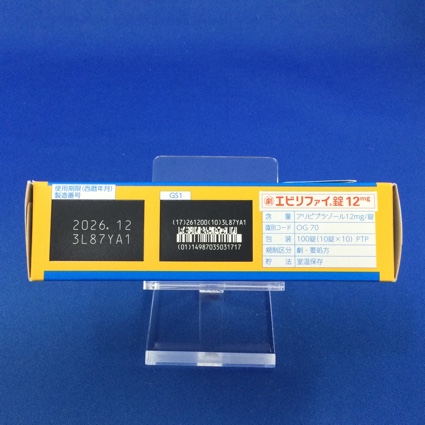 使用期限(西暦年月)
製造番号
2026. 12
3L87YA1
GS1
(17)261200(10)3L87YA1
(01)14987035031717
劇 エビリファイ®錠 12mg
含 量 アリピプラゾール12mg/錠
識別コード OG 70
包 装 100錠(10錠×10) PTP
規制区分 劇・要処方
貯 法 室温保存